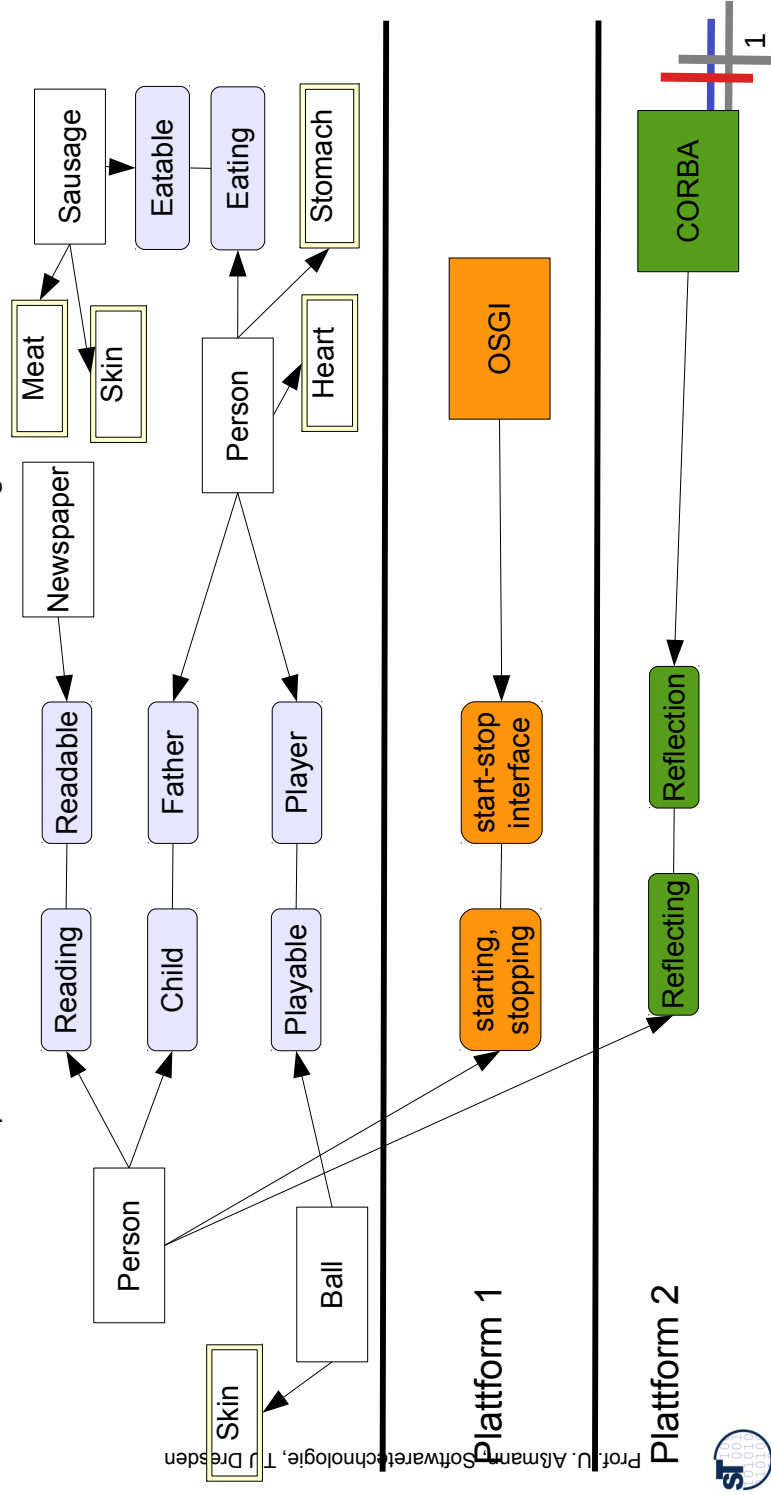 Meat
Sausage
Newspaper
Reading
Readable
Skin
Person
Eatable
Child
Father
Skin
Person
Eating
Playable
Player
Heart
Stomach
Ball
Plattform 1
starting,
stopping
start-stop
interface
OSGI
Plattform 2
Reflecting
Reflection
CORBA
Prof. U. Aßmann, Softwaretechnologie, TU Dresden
ST
1